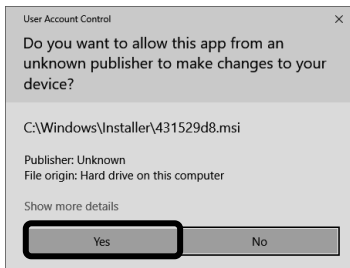 User Account Control
Do you want to allow this app from an
unknown publisher to make changes to your
device?
C:\Windows\Installer\431529d8.msi
Publisher: Unknown
File origin: Hard drive on this computer
Show more details
Yes
No